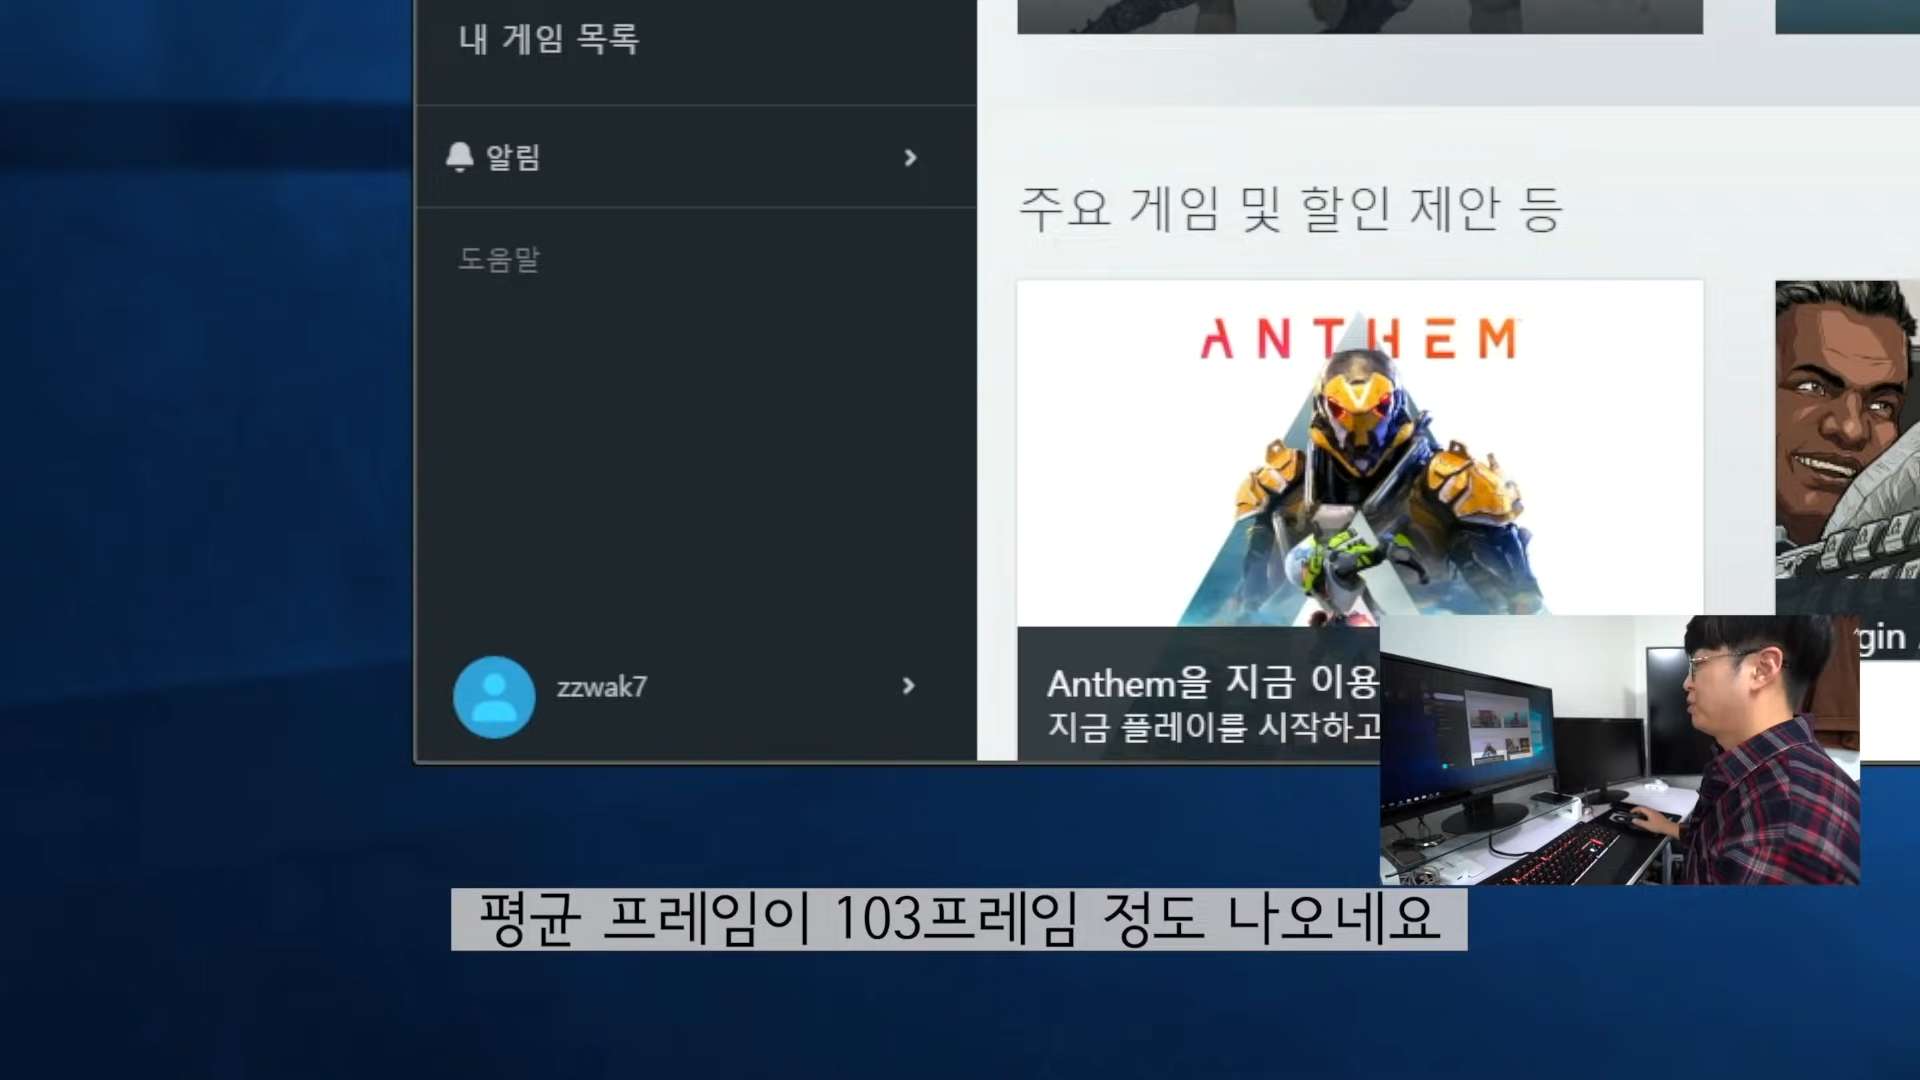 내 게임 목록
알림
도움말
zzwak7
주요 게임 및 할인 제안 등
ANTHEM
Anthem을 지금 이용
지금 플레이를 시작하고
gin
평균 프레임이 103프레임 정도 나오네요